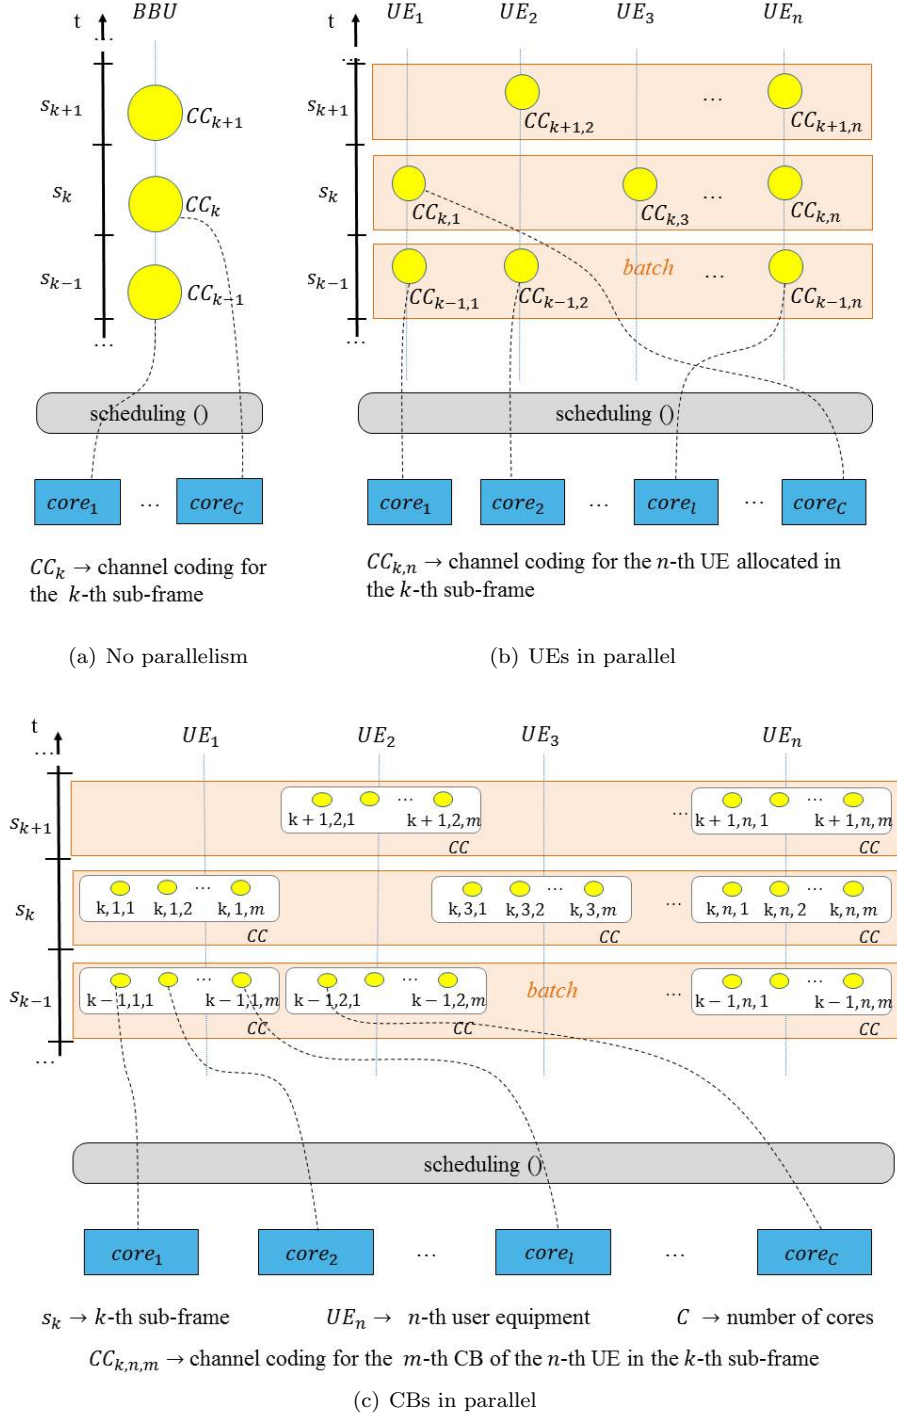 t
BBU
...
s_{k+1}
CC_{k+1}
s_k
CC_k
s_{k-1}
CC_{k-1}
...
scheduling ()
core_1 ... core_C
CC_k → channel coding for
the k-th sub-frame
(a) No parallelism
t
UE_1 UE_2 UE_3 UE_n
...
s_{k+1}
...
CC_{k+1,2} CC_{k+1,n}
s_k
...
CC_{k,1} CC_{k,3} CC_{k,n}
s_{k-1}
batch ...
CC_{k-1,1} CC_{k-1,2} CC_{k-1,n}
...
scheduling ()
core_1 core_2 ... core_l ... core_C
CC_{k,n} → channel coding for the n-th UE allocated in
the k-th sub-frame
(b) UEs in parallel
t
UE_1 UE_2 UE_3 UE_n
...
s_{k+1}
... ...
k + 1,2,1 k + 1,2,m ... k + 1,n,1 k + 1,n,m
CC CC
s_k
... ... ...
k,1,1 k,1,2 k,1,m k,3,1 k,3,2 k,3,m ... k,n,1 k,n,2 k,n,m
CC CC CC
s_{k-1}
... ... batch ...
k − 1,1,1 k − 1,1,m k − 1,2,1 k − 1,2,m ... k − 1,n,1 k − 1,n,m
CC CC CC
...
scheduling ()
core_1 core_2 ... core_l ... core_C
s_k → k-th sub-frame UE_n → n-th user equipment C → number of cores
CC_{k,n,m} → channel coding for the m-th CB of the n-th UE in the k-th sub-frame
(c) CBs in parallel